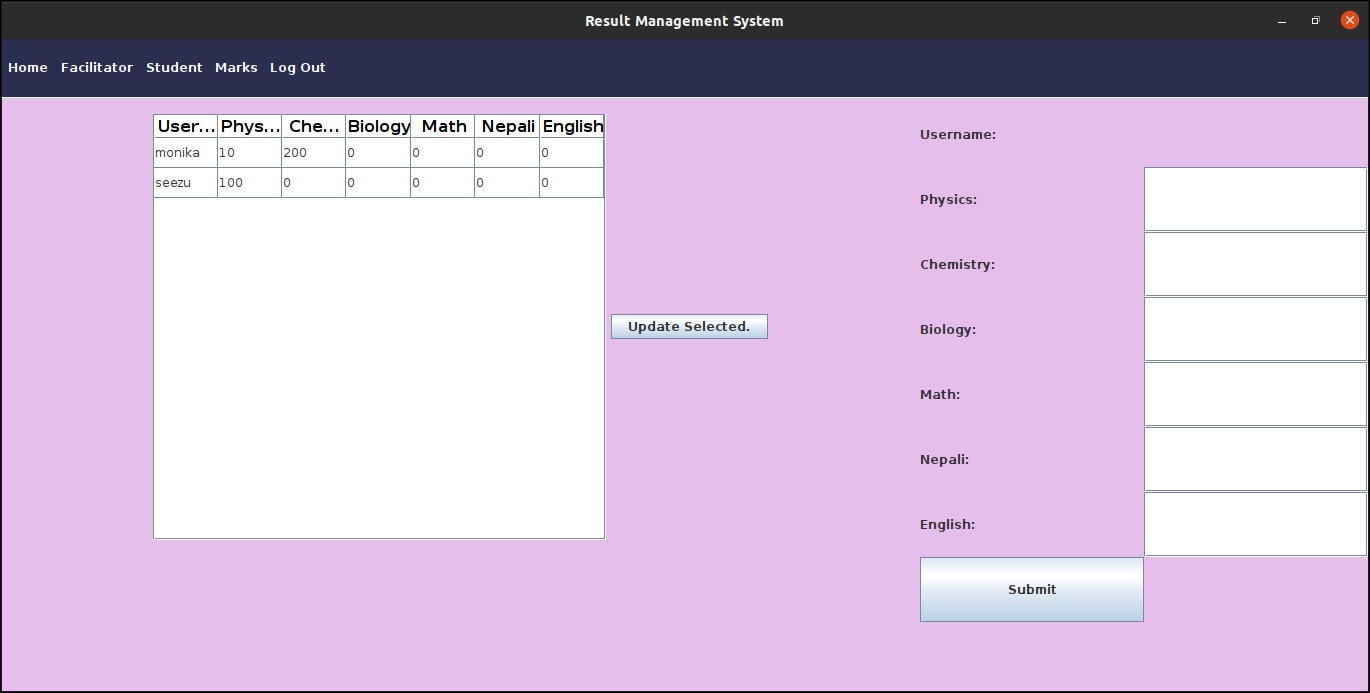 Result Management System
Home Facilitator Student Marks Log Out
User... Phys... Che... Biology Math Nepali English
monika 10 200 0 0 0 0
seezu 100 0 0 0 0 0
Update Selected.
Username:
Physics:
Chemistry:
Biology:
Math:
Nepali:
English:
Submit